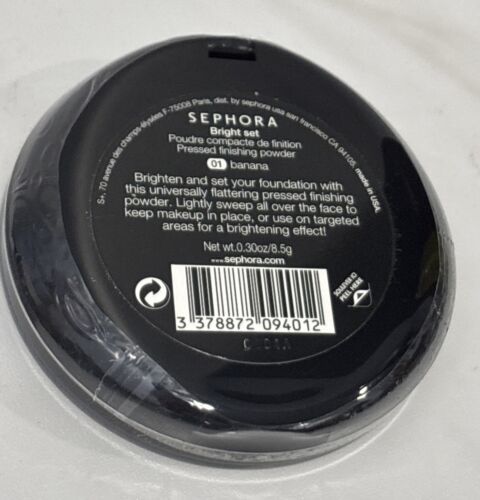 S+, 70 avenue des champs-élysées F-75008 Paris, dist. by sephora usa san francisco CA 94105, made in USA.
SEPHORA
Bright set
Poudre compacte de finition
Pressed finishing powder
01 banana
Brighten and set your foundation with
this universally flattering pressed finishing
powder. Lightly sweep all over the face to
keep makeup in place, or use on targeted
areas for a brightening effect!
Net wt.0.30oz/8.5g
www.sephora.com
PEEL HERE
3 378872 094012